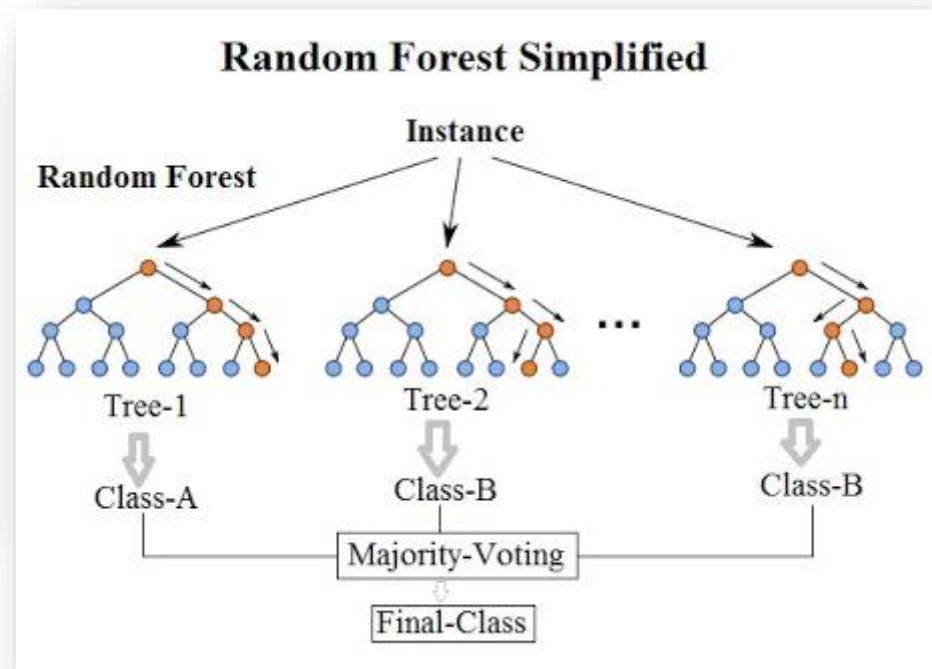 Random Forest Simplified
Instance
Random Forest
...
Tree-1 Tree-2 Tree-n
Class-A Class-B Class-B
Majority-Voting
Final-Class